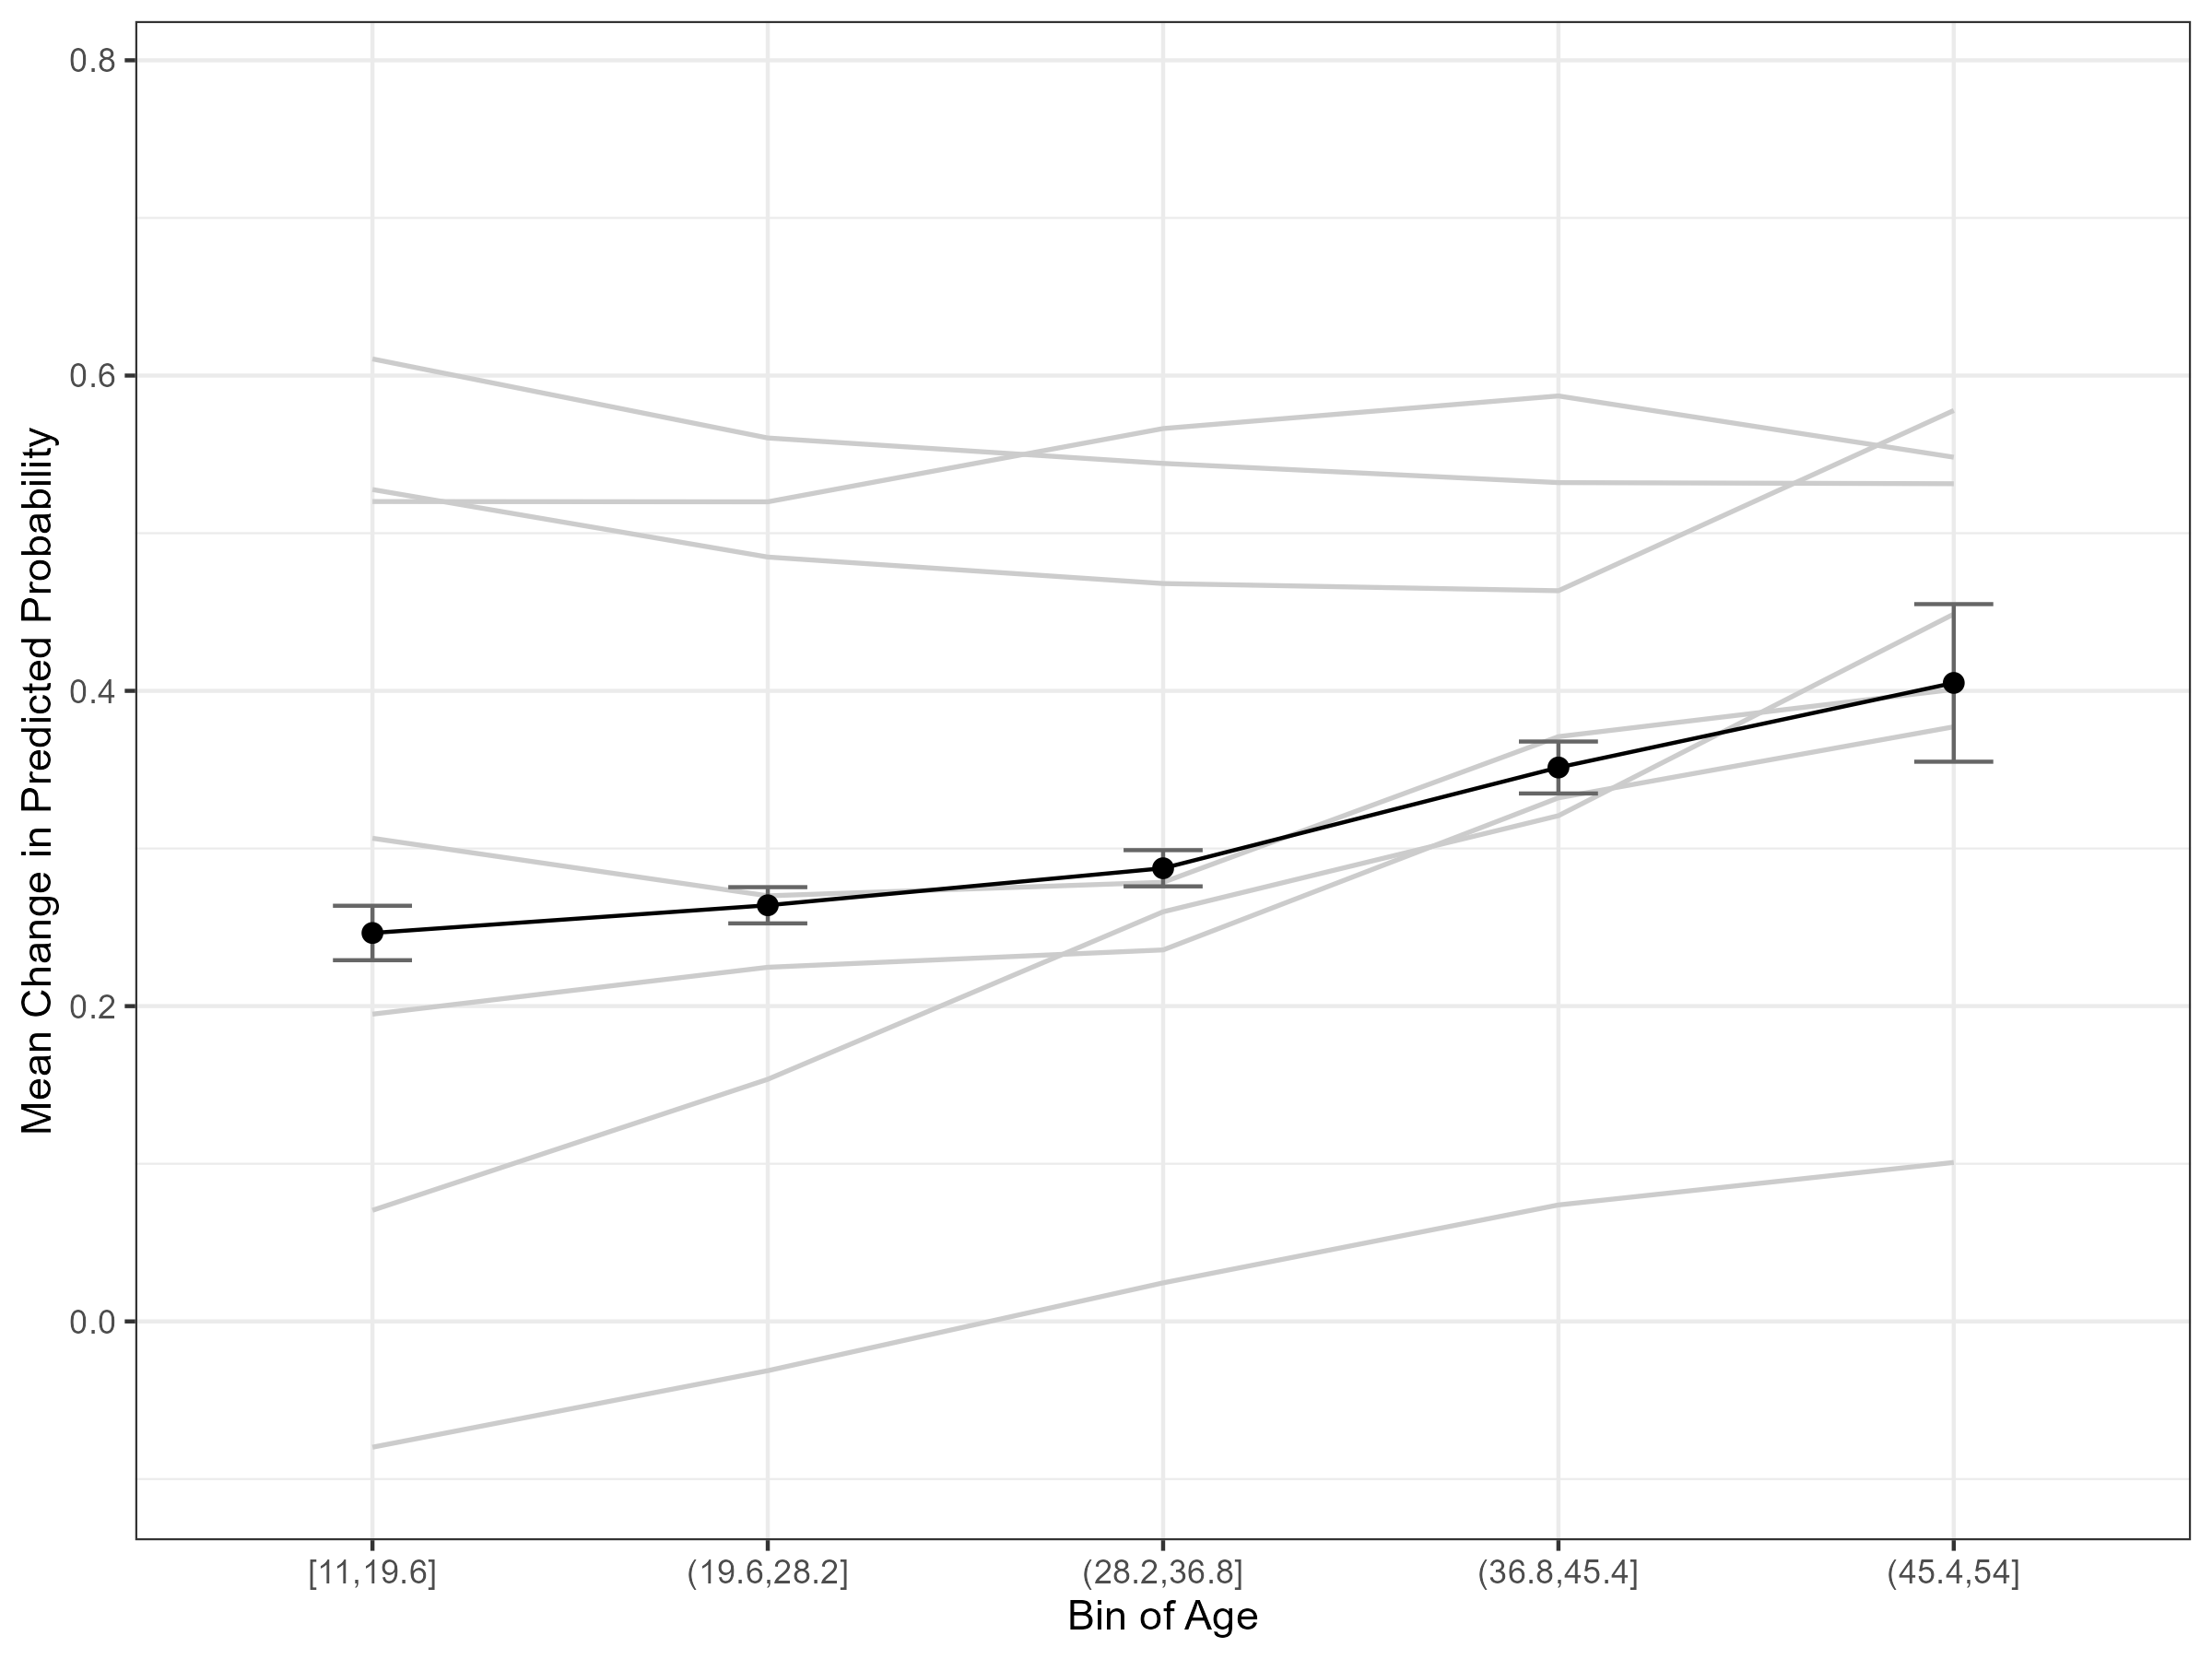 Mean Change in Predicted Probability
0.8
0.6
0.4
0.2
0.0
[11,19.6] (19.6,28.2] (28.2,36.8] (36.8,45.4] (45.4,54]
Bin of Age